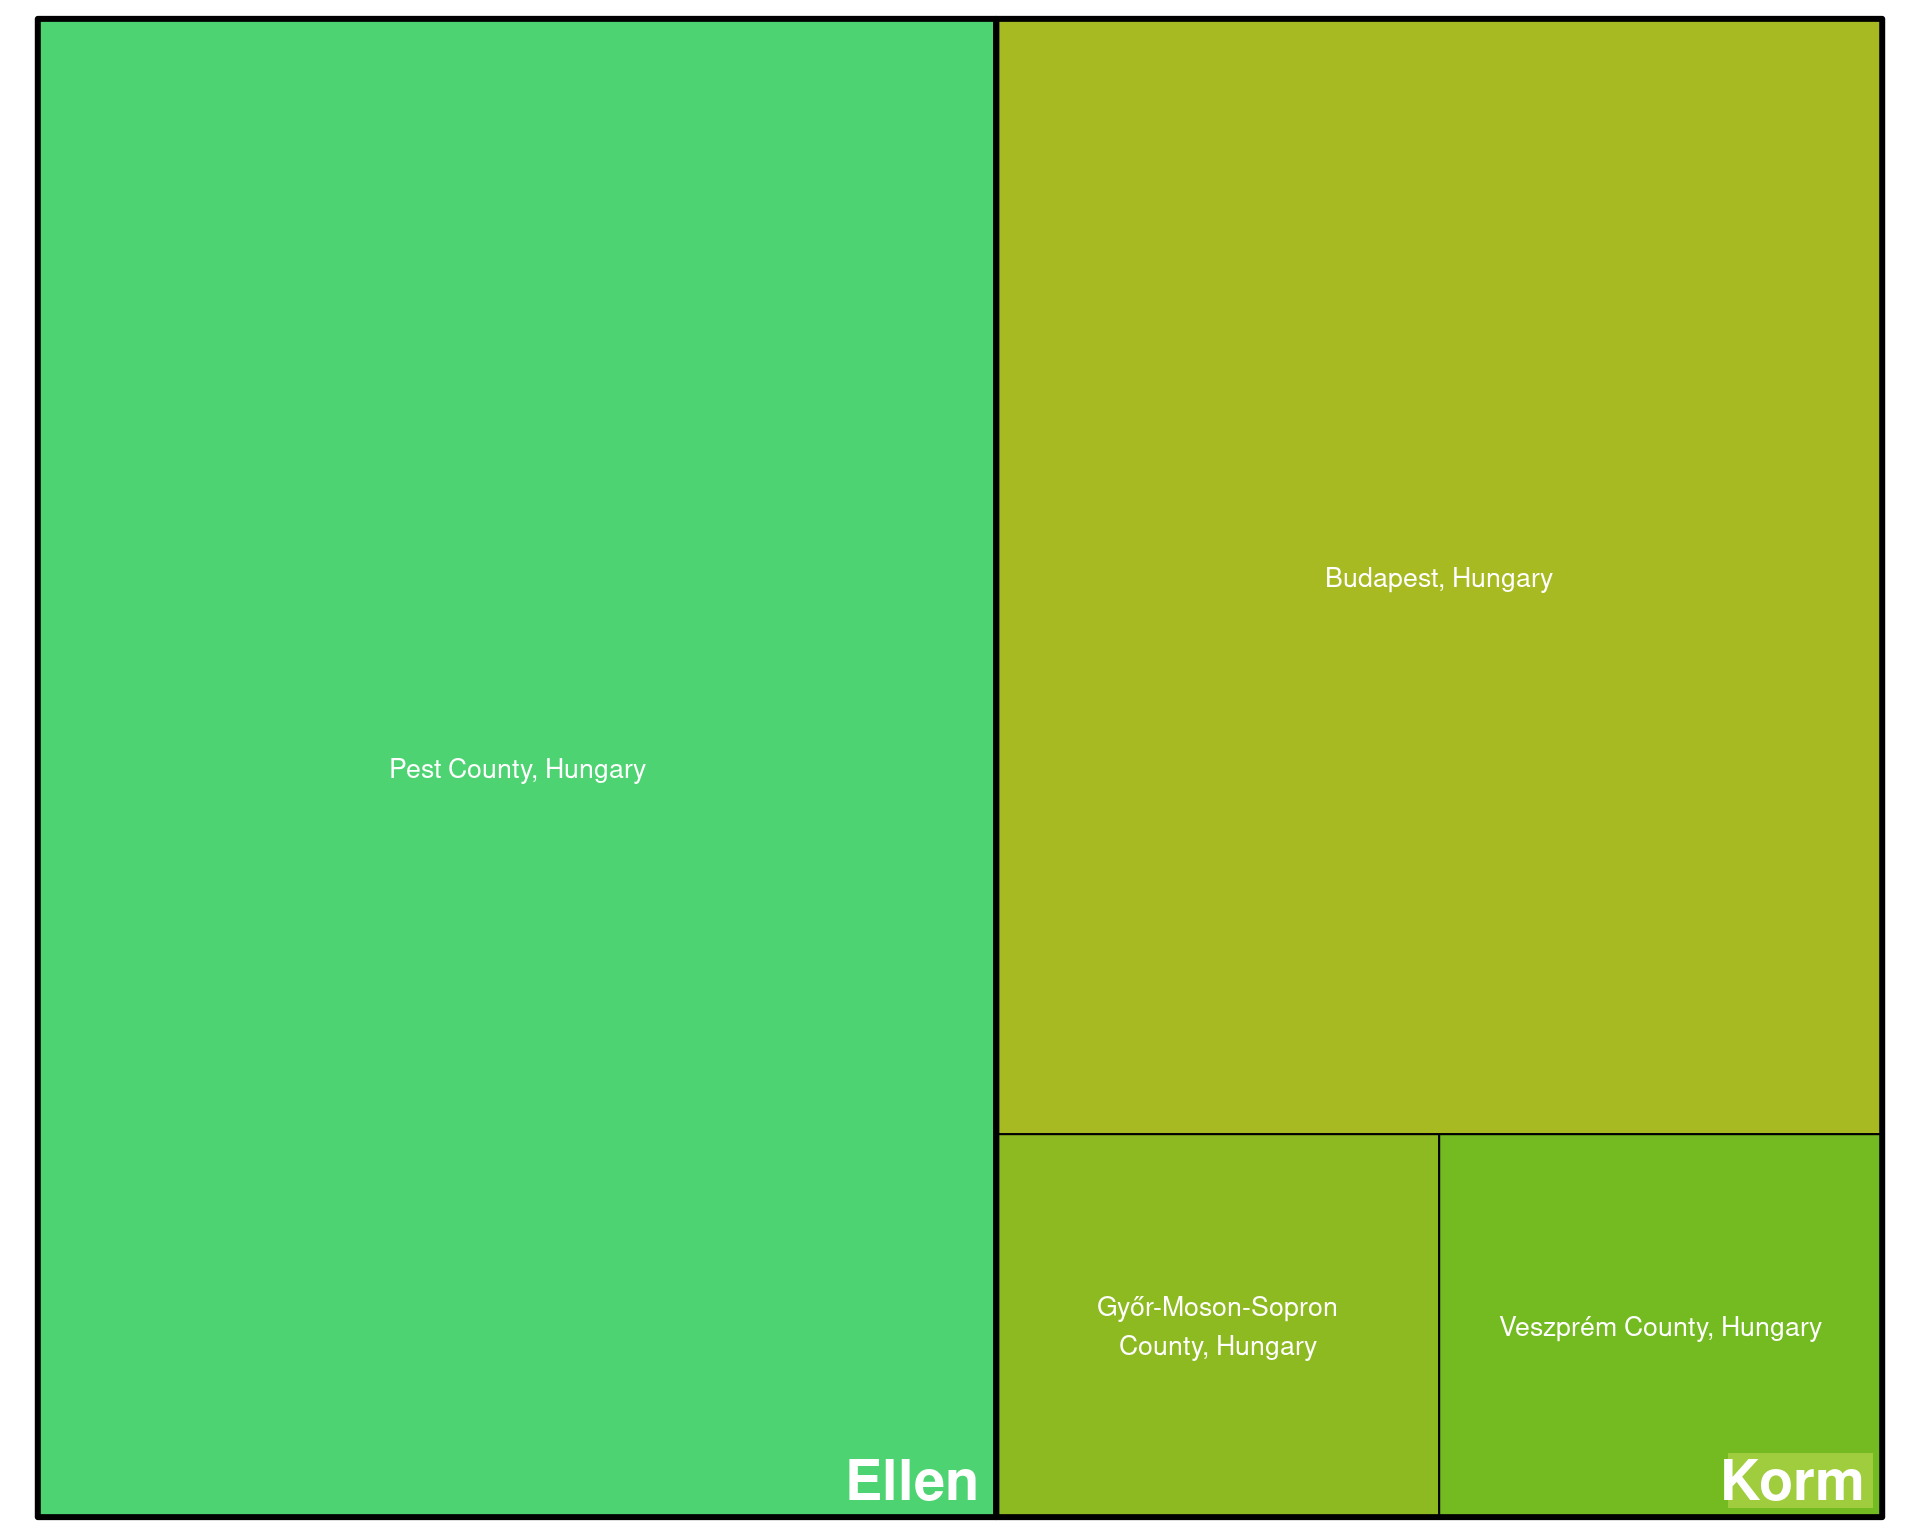 Pest County, Hungary
Ellen
Budapest, Hungary
Győr-Moson-Sopron
County, Hungary
Veszprém County, Hungary
Korm